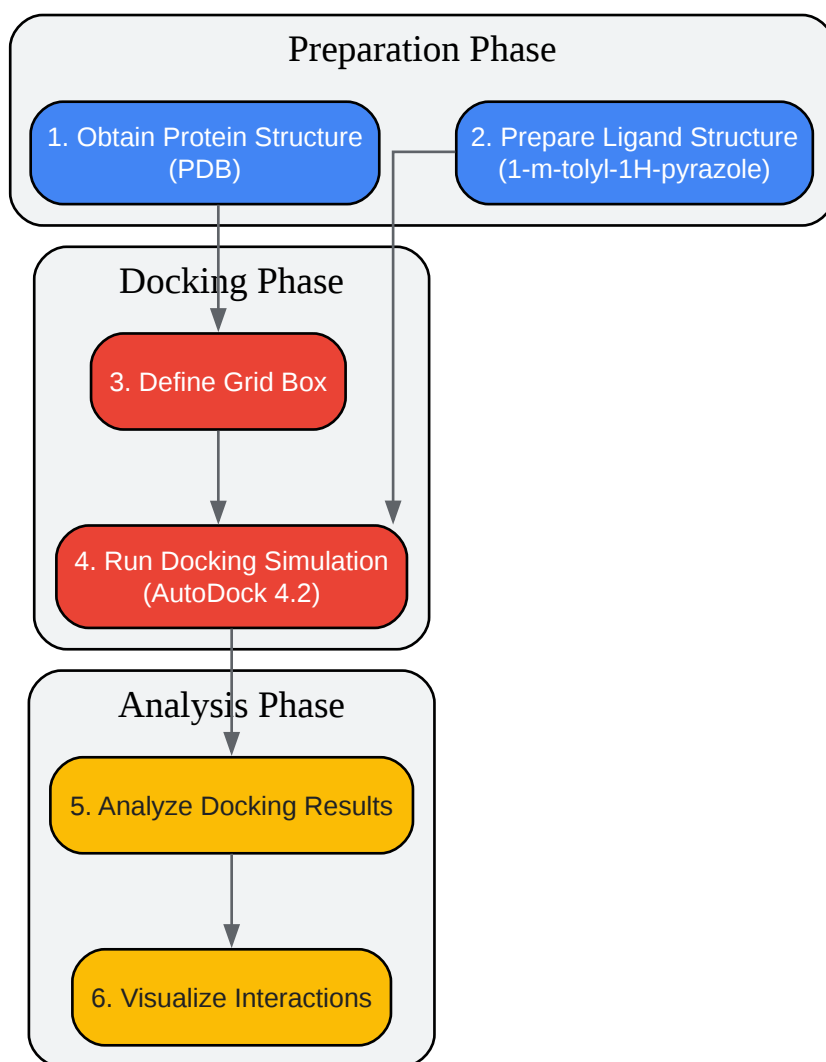 Preparation Phase
1. Obtain Protein Structure
(PDB)
2. Prepare Ligand Structure
(1-m-tolyl-1H-pyrazole)
Docking Phase
3. Define Grid Box
4. Run Docking Simulation
(AutoDock 4.2)
Analysis Phase
5. Analyze Docking Results
6. Visualize Interactions